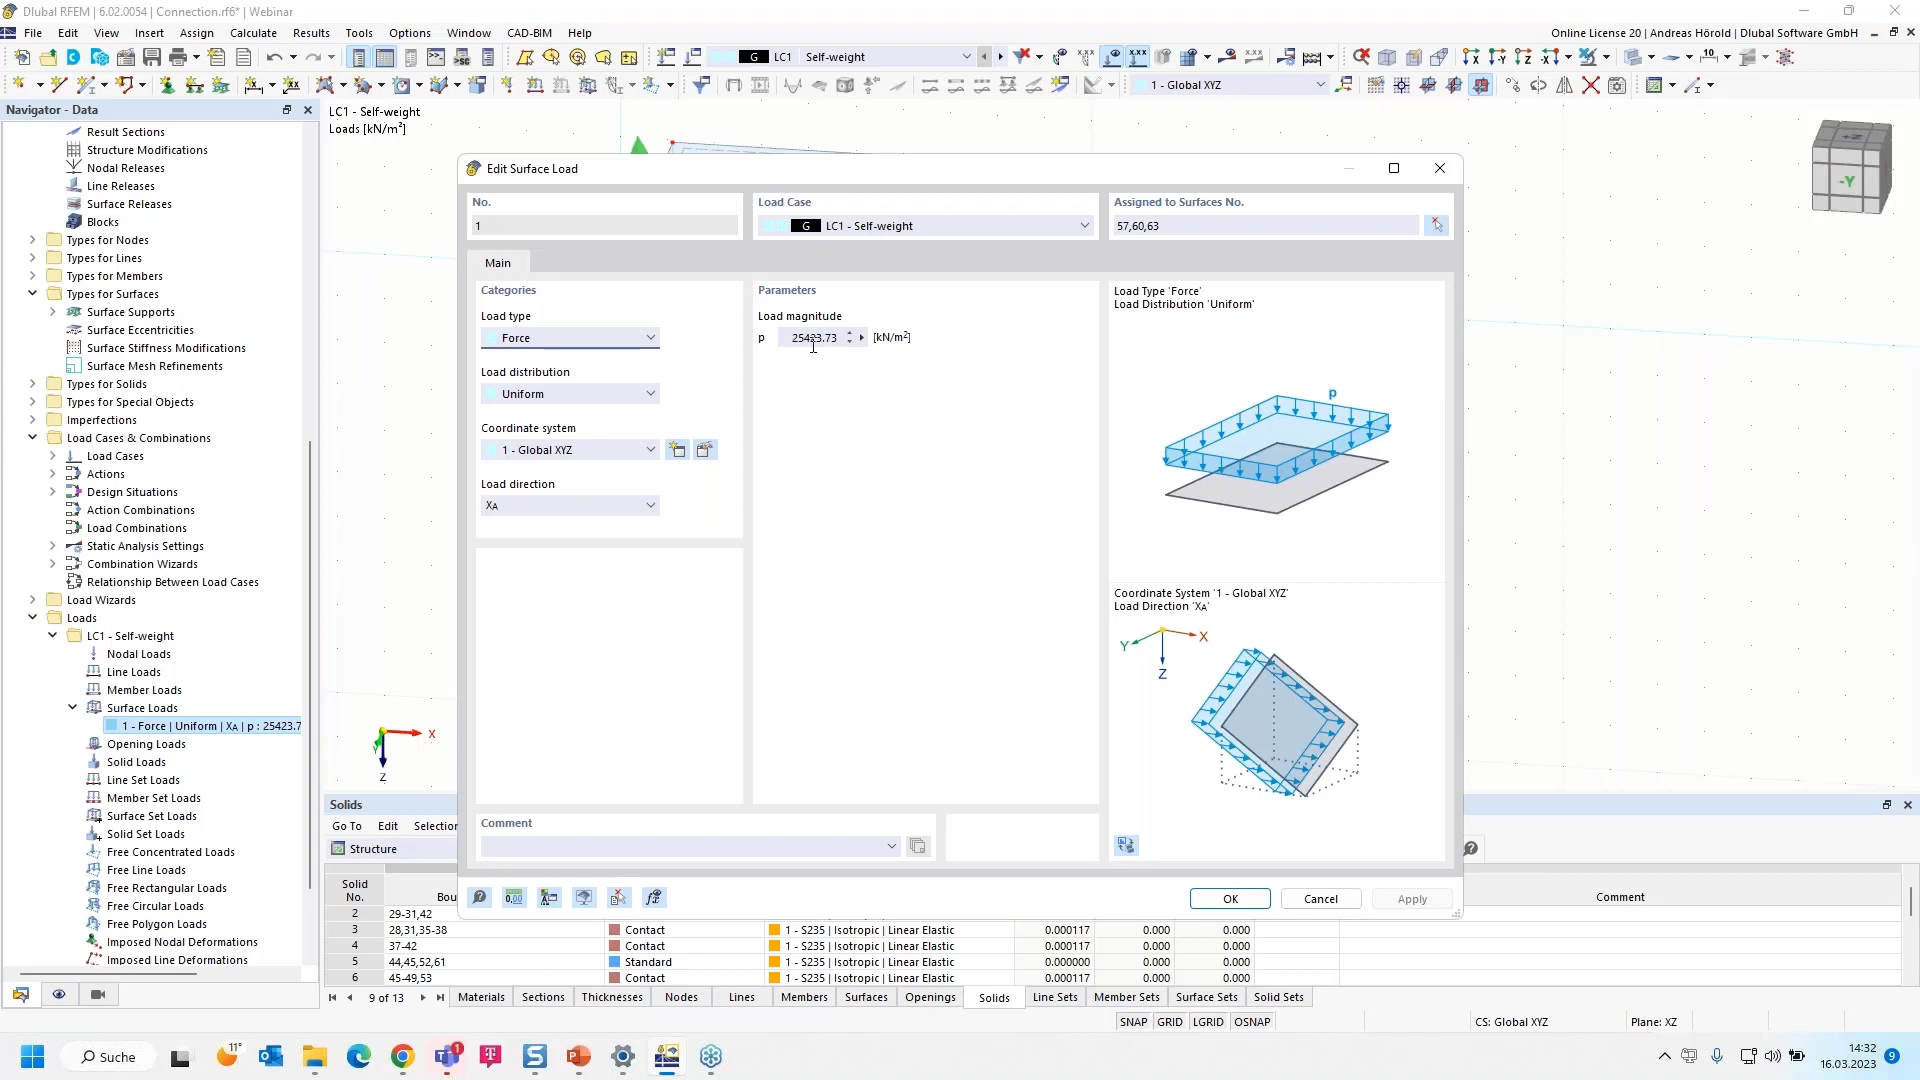 Dlubal RFEM | 6.02.0054 | Connection.rf6* | Webinar
File Edit View Insert Assign Calculate Results Tools Options Window CAD-BIM Help
Online License 20 | Andreas Hörold | Dlubal Software GmbH
G LC1 Self-weight
1 - Global XYZ
Navigator - Data
Result Sections
Structure Modifications
Nodal Releases
Line Releases
Surface Releases
Blocks
Types for Nodes
Types for Lines
Types for Members
Types for Surfaces
Surface Supports
Surface Eccentricities
Surface Stiffness Modifications
Surface Mesh Refinements
Types for Solids
Types for Special Objects
Imperfections
Load Cases & Combinations
Load Cases
Actions
Design Situations
Action Combinations
Load Combinations
Static Analysis Settings
Combination Wizards
Relationship Between Load Cases
Load Wizards
Loads
LC1 - Self-weight
Nodal Loads
Line Loads
Member Loads
Surface Loads
1 - Force | Uniform | XA | p : 25423.7
Opening Loads
Solid Loads
Line Set Loads
Member Set Loads
Surface Set Loads
Solid Set Loads
Free Concentrated Loads
Free Line Loads
Free Rectangular Loads
Free Circular Loads
Free Polygon Loads
Imposed Nodal Deformations
Imposed Line Deformations
LC1 - Self-weight
Loads [kN/m²]
-Y
X
Y
Z
Edit Surface Load
No.
1
Load Case
G LC1 - Self-weight
Assigned to Surfaces No.
57,60,63
Main
Categories
Load type
Force
Load distribution
Uniform
Coordinate system
1 - Global XYZ
Load direction
XA
Parameters
Load magnitude
p 25423.73 [kN/m²]
Load Type 'Force'
Load Distribution 'Uniform'
p
Coordinate System '1 - Global XYZ'
Load Direction 'XA'
Y X
Z
Comment
OK Cancel Apply
Solids
Go To Edit Selection
Structure
Solid
No.
Bou
Comment
2 29-31,42
3 28,31,35-38 Contact 1 - S235 | Isotropic | Linear Elastic 0.000117 0.000 0.000
4 37-42 Contact 1 - S235 | Isotropic | Linear Elastic 0.000117 0.000 0.000
5 44,45,52,61 Standard 1 - S235 | Isotropic | Linear Elastic 0.000000 0.000 0.000
6 45-49,53 Contact 1 - S235 | Isotropic | Linear Elastic 0.000117 0.000 0.000
9 of 13 Materials Sections Thicknesses Nodes Lines Members Surfaces Openings Solids Line Sets Member Sets Surface Sets Solid Sets
SNAP GRID LGRID OSNAP CS: Global XYZ Plane: XZ
11° Suche 1
14:32
16.03.2023 9